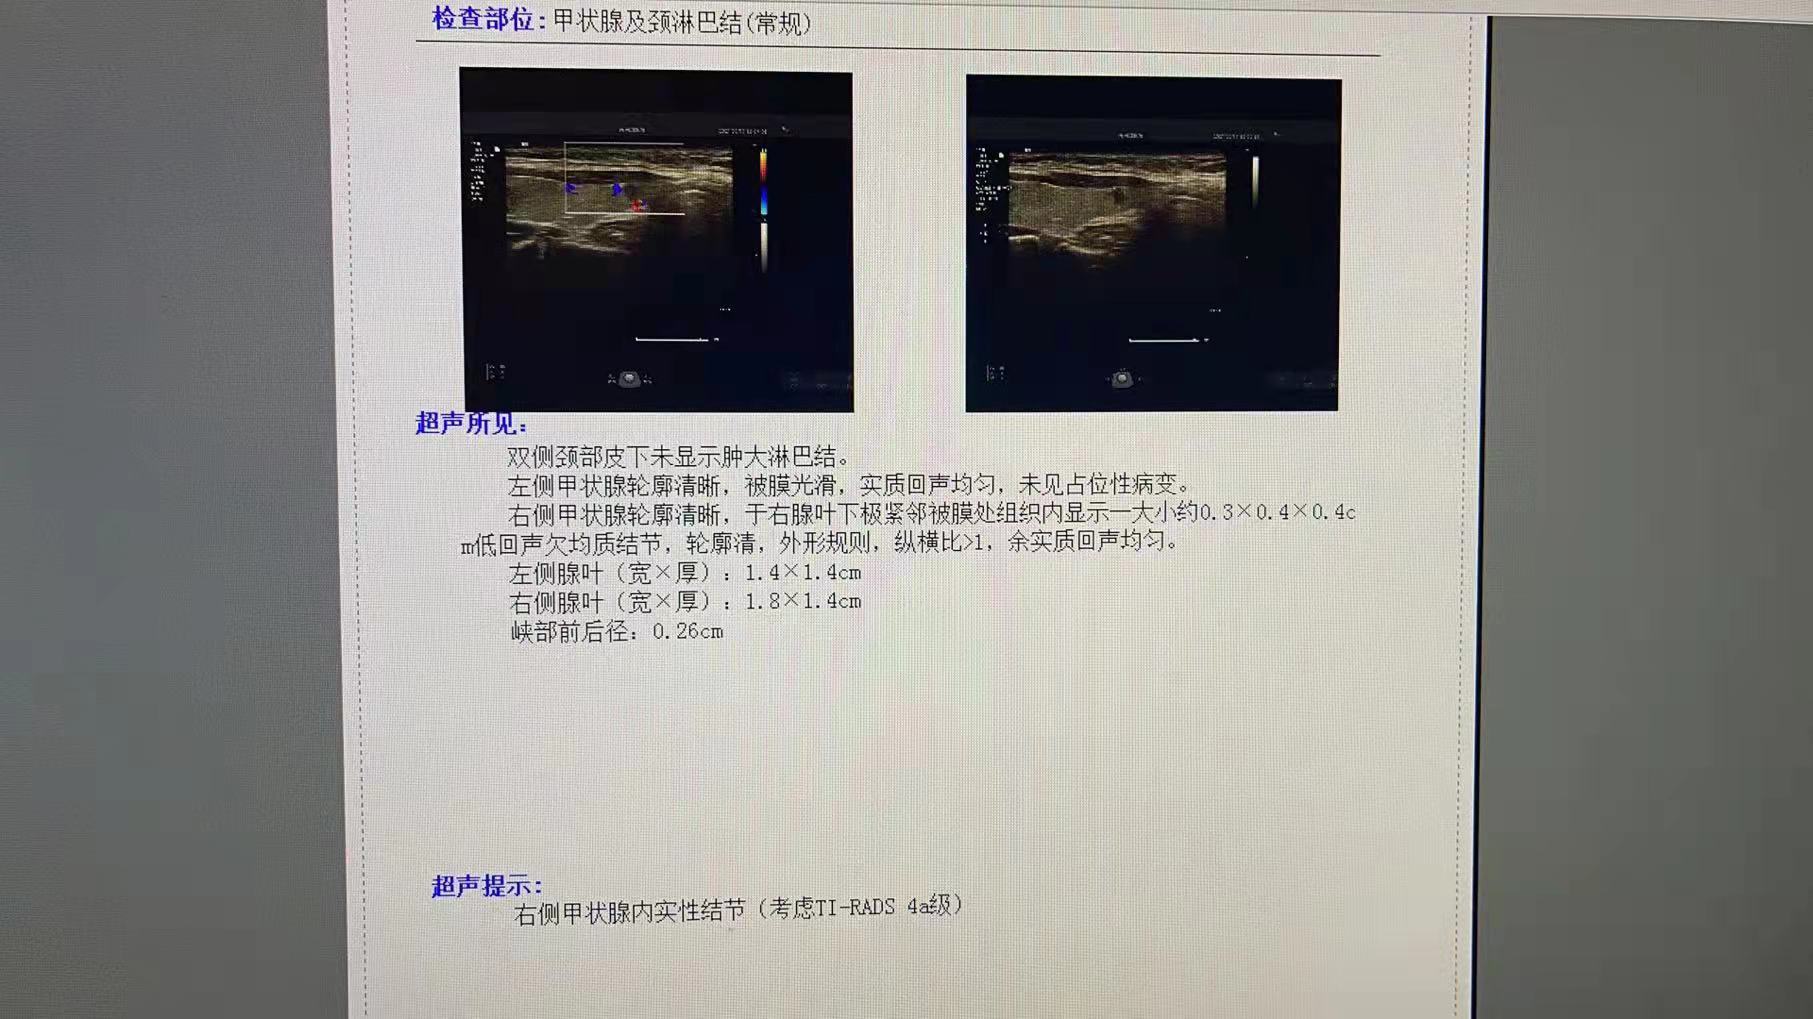 检查部位:甲状腺及颈淋巴结(常规)
超声所见:
双侧颈部皮下未显示肿大淋巴结。
左侧甲状腺轮廓清晰，被膜光滑，实质回声均匀，未见占位性病变。
右侧甲状腺轮廓清晰，于右腺叶下极紧邻被膜处组织内显示一大小约0.3×0.4×0.4c
m低回声欠均质结节，轮廓清，外形规则，纵横比>1，余实质回声均匀。
左侧腺叶（宽×厚）：1.4×1.4cm
右侧腺叶（宽×厚）：1.8×1.4cm
峡部前后径：0.26cm
超声提示:
右侧甲状腺内实性结节（考虑TI-RADS 4a级）